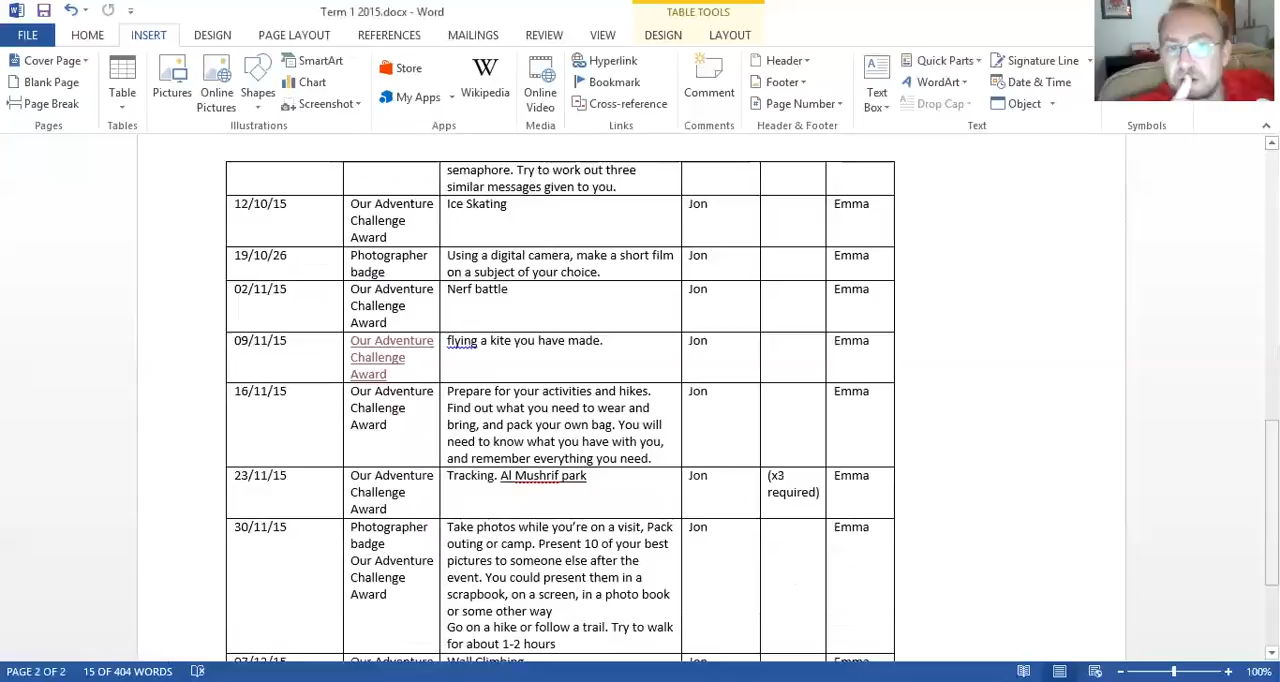 Term 1 2015.docx - Word
TABLE TOOLS
FILE
HOME
INSERT
DESIGN
PAGE LAYOUT
REFERENCES
MAILINGS
REVIEW
VIEW
DESIGN
LAYOUT
Cover Page
Blank Page
Page Break
Pages
Table
Tables
Pictures
Online
Pictures
Shapes
SmartArt
Chart
Screenshot
Illustrations
Store
My Apps
Wikipedia
Apps
Online
Video
Media
Hyperlink
Bookmark
Cross-reference
Links
Comment
Comments
Header
Footer
Page Number
Header & Footer
Text
Box
Quick Parts
WordArt
Drop Cap
Signature Line
Date & Time
Object
Text
Symbols
semaphore. Try to work out three
similar messages given to you.
12/10/15
Our Adventure
Challenge
Award
Ice Skating
Jon
Emma
19/10/26
Photographer
badge
Using a digital camera, make a short film
on a subject of your choice.
Jon
Emma
02/11/15
Our Adventure
Challenge
Award
Nerf battle
Jon
Emma
09/11/15
Our Adventure
Challenge
Award
flying a kite you have made.
Jon
Emma
16/11/15
Our Adventure
Challenge
Award
Prepare for your activities and hikes.
Find out what you need to wear and
bring, and pack your own bag. You will
need to know what you have with you,
and remember everything you need.
Jon
Emma
23/11/15
Our Adventure
Challenge
Award
Tracking. Al Mushrif park
Jon
(x3
required)
Emma
30/11/15
Photographer
badge
Our Adventure
Challenge
Award
Take photos while you're on a visit, Pack
outing or camp. Present 10 of your best
pictures to someone else after the
event. You could present them in a
scrapbook, on a screen, in a photo book
or some other way
Go on a hike or follow a trail. Try to walk
for about 1-2 hours
Jon
Emma
07/12/15
Our Adventure
Wall Climbing
Jon
Emma
PAGE 2 OF 2
15 OF 404 WORDS
100%